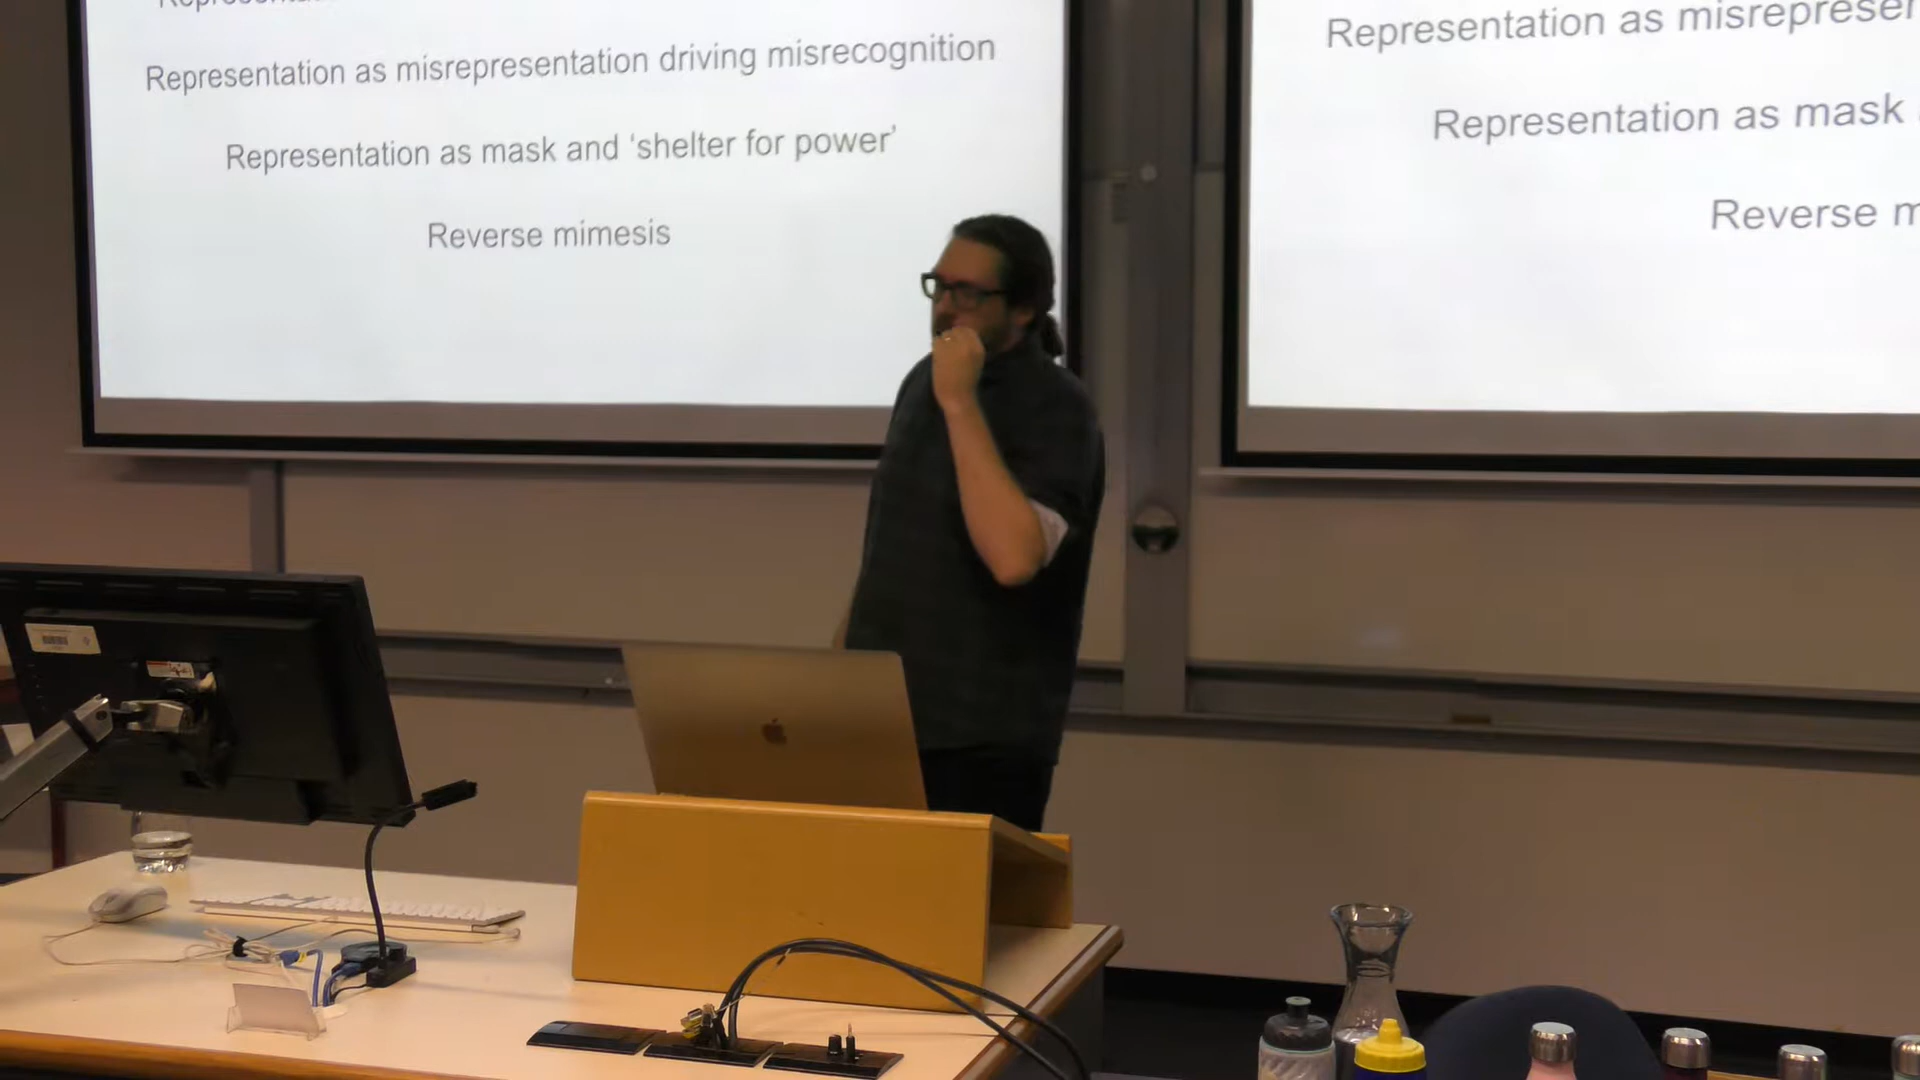 Representation as misrepresentation driving misrecognition
Representation as mask and ‘shelter for power’
Reverse mimesis
Representation as
Representation as mask
Reverse